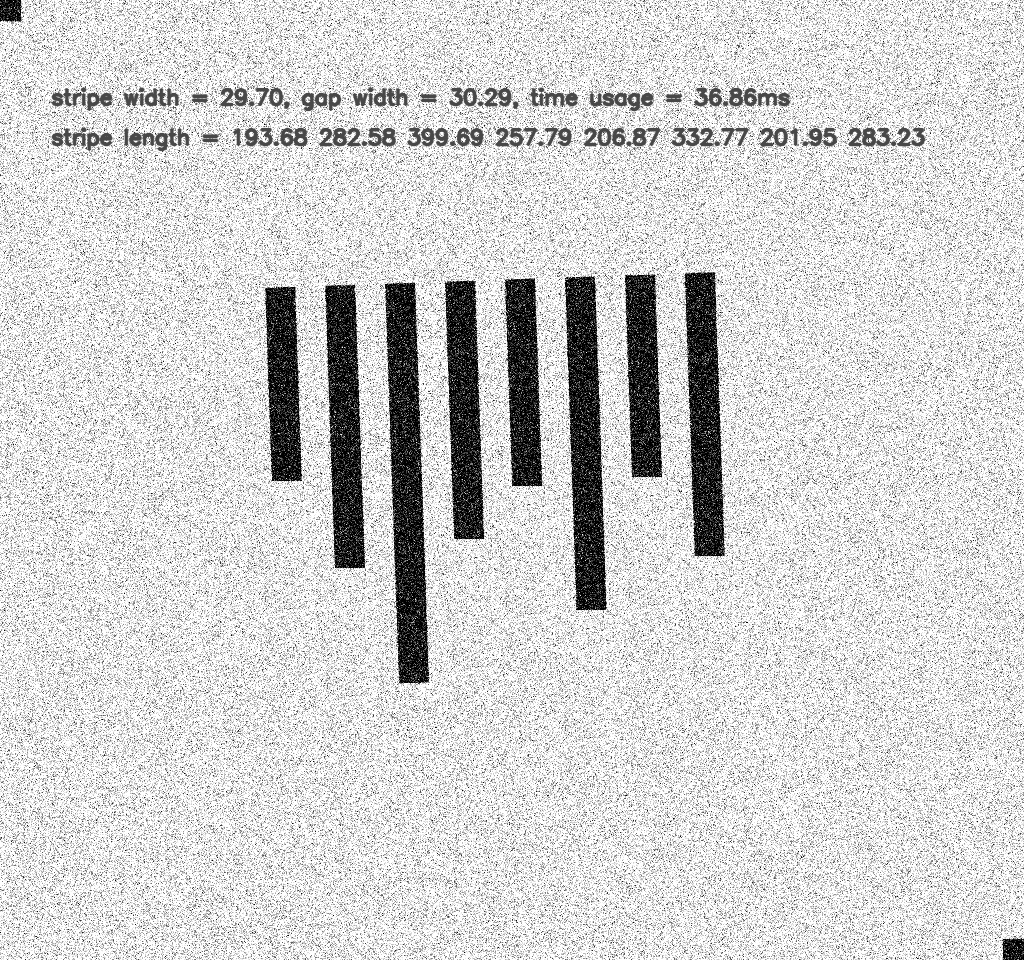 stripe width = 29.70, gap width = 30.29, time usage = 36.86ms
stripe length = 193.68 282.58 399.69 257.79 206.87 332.77 201.95 283.23